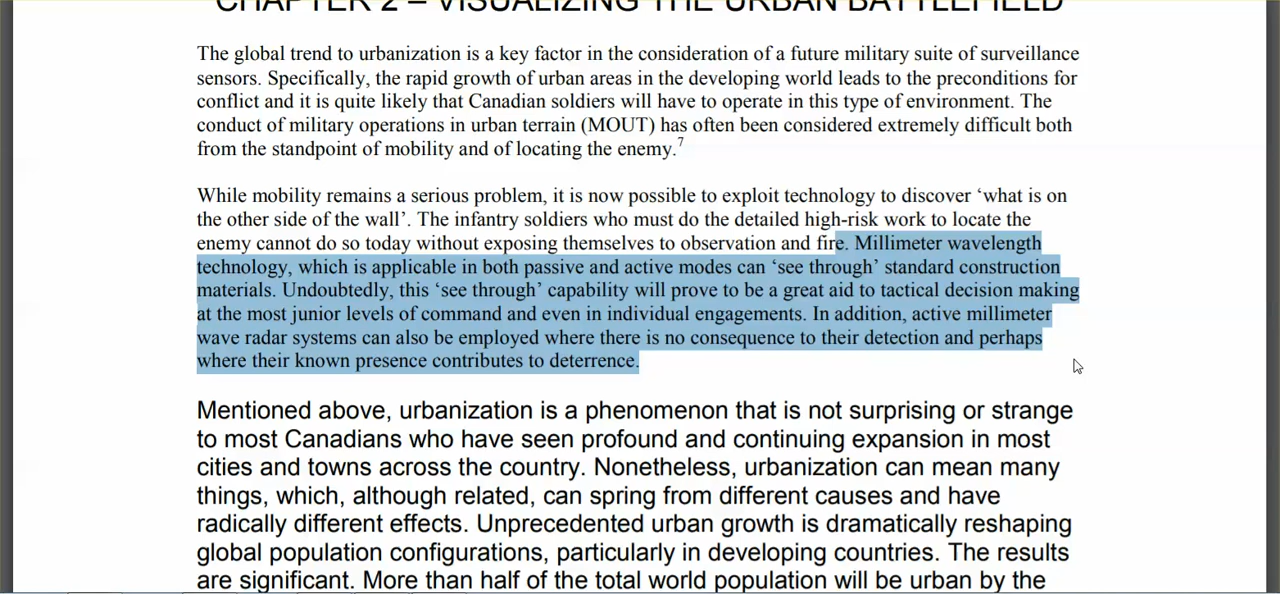 CHAPTER 2 – VISUALIZING THE URBAN BATTLEFIELD
The global trend to urbanization is a key factor in the consideration of a future military suite of surveillance
sensors. Specifically, the rapid growth of urban areas in the developing world leads to the preconditions for
conflict and it is quite likely that Canadian soldiers will have to operate in this type of environment. The
conduct of military operations in urban terrain (MOUT) has often been considered extremely difficult both
from the standpoint of mobility and of locating the enemy.7
While mobility remains a serious problem, it is now possible to exploit technology to discover ‘what is on
the other side of the wall’. The infantry soldiers who must do the detailed high-risk work to locate the
enemy cannot do so today without exposing themselves to observation and fire. Millimeter wavelength
technology, which is applicable in both passive and active modes can ‘see through’ standard construction
materials. Undoubtedly, this ‘see through’ capability will prove to be a great aid to tactical decision making
at the most junior levels of command and even in individual engagements. In addition, active millimeter
wave radar systems can also be employed where there is no consequence to their detection and perhaps
where their known presence contributes to deterrence.
Mentioned above, urbanization is a phenomenon that is not surprising or strange
to most Canadians who have seen profound and continuing expansion in most
cities and towns across the country. Nonetheless, urbanization can mean many
things, which, although related, can spring from different causes and have
radically different effects. Unprecedented urban growth is dramatically reshaping
global population configurations, particularly in developing countries. The results
are significant. More than half of the total world population will be urban by the